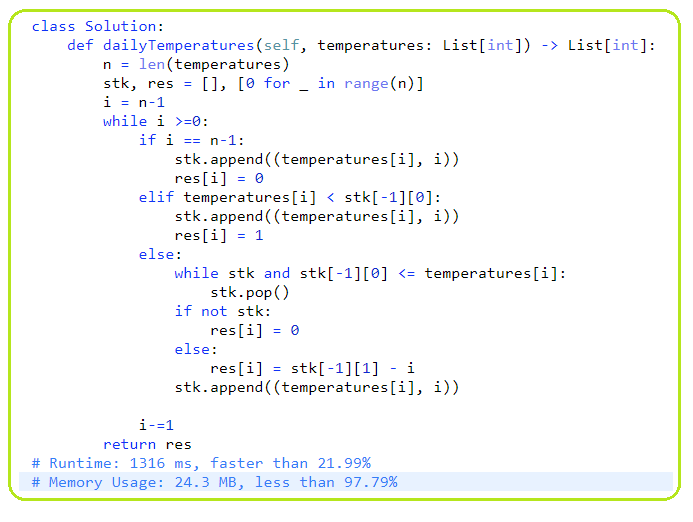 class Solution:
    def dailyTemperatures(self, temperatures: List[int]) -> List[int]:
        n = len(temperatures)
        stk, res = [], [0 for _ in range(n)]
        i = n-1
        while i >=0:
            if i == n-1:
                stk.append((temperatures[i], i))
                res[i] = 0
            elif temperatures[i] < stk[-1][0]:
                stk.append((temperatures[i], i))
                res[i] = 1
            else:
                while stk and stk[-1][0] <= temperatures[i]:
                    stk.pop()
                if not stk:
                    res[i] = 0
                else:
                    res[i] = stk[-1][1] - i
                stk.append((temperatures[i], i))

            i-=1
        return res
# Runtime: 1316 ms, faster than 21.99%
# Memory Usage: 24.3 MB, less than 97.79%